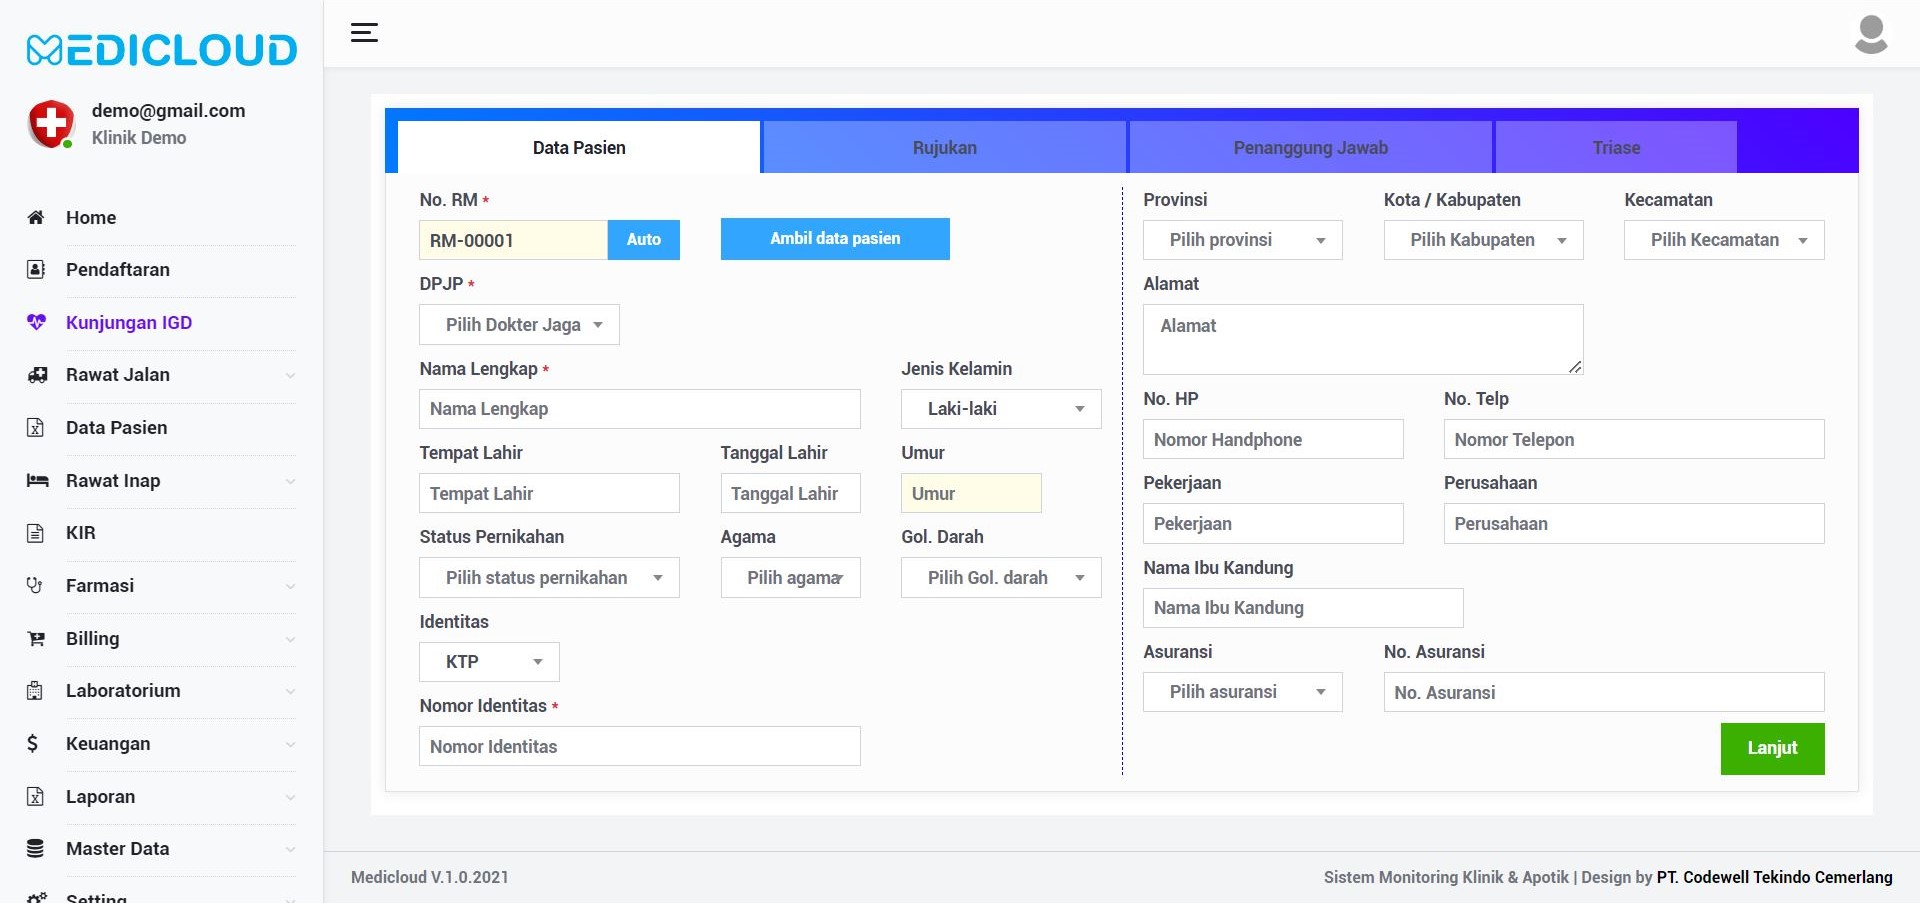 MEDICLOUD
demo@gmail.com
Klinik Demo
Home
Pendaftaran
Kunjungan IGD
Rawat Jalan
Data Pasien
Rawat Inap
KIR
Farmasi
Billing
Laboratorium
Keuangan
Laporan
Master Data
Setting
Data Pasien
Rujukan
Penanggung Jawab
Triase
No. RM *
RM-00001
Auto
Ambil data pasien
DPJP *
Pilih Dokter Jaga
Nama Lengkap *
Nama Lengkap
Jenis Kelamin
Laki-laki
Tempat Lahir
Tempat Lahir
Tanggal Lahir
Tanggal Lahir
Umur
Umur
Status Pernikahan
Pilih status pernikahan
Agama
Pilih agama
Gol. Darah
Pilih Gol. darah
Identitas
KTP
Nomor Identitas *
Nomor Identitas
Provinsi
Pilih provinsi
Kota / Kabupaten
Pilih Kabupaten
Kecamatan
Pilih Kecamatan
Alamat
Alamat
No. HP
Nomor Handphone
No. Telp
Nomor Telepon
Pekerjaan
Pekerjaan
Perusahaan
Perusahaan
Nama Ibu Kandung
Nama Ibu Kandung
Asuransi
Pilih asuransi
No. Asuransi
No. Asuransi
Lanjut
Medicloud V.1.0.2021
Sistem Monitoring Klinik & Apotik | Design by PT. Codewell Tekindo Cemerlang